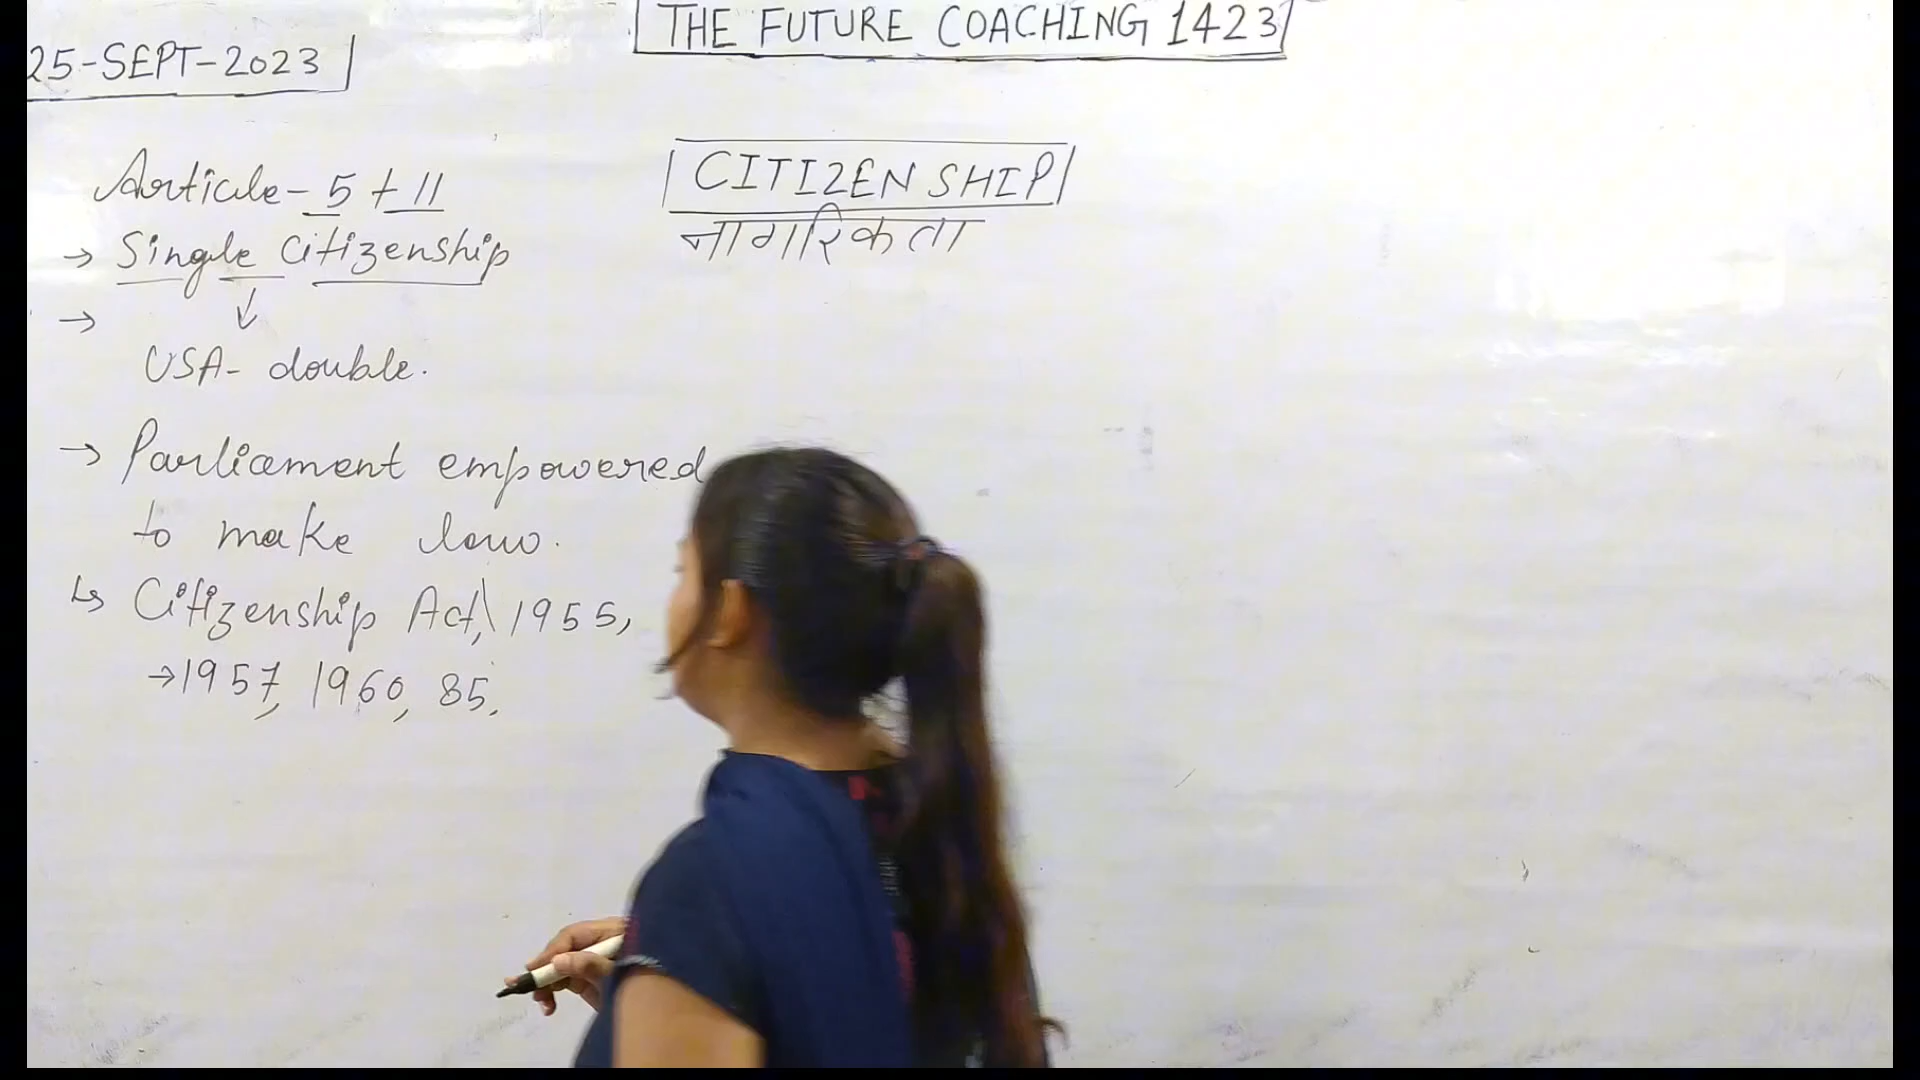 THE FUTURE COACHING 1423
25-SEPT-2023
CITIZENSHIP
नागरिकता
Article - 5 + 11
→ Single Citizenship
→
USA - double.
→ Parliament empowered
to make law.
↳ Citizenship Act, 1955,
→ 1957, 1960, 85,